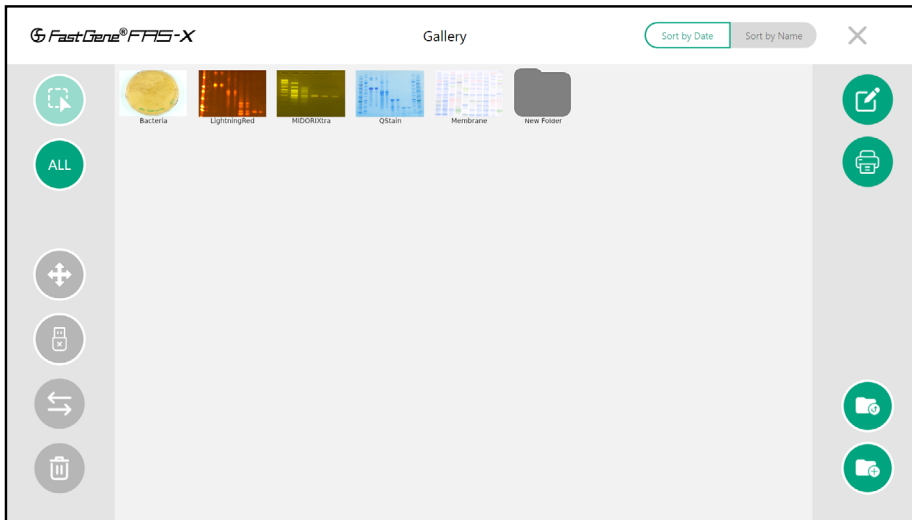 FastGene® FAS-X
Gallery
Sort by Date
Sort by Name
ALL
Bacteria
LightningRed
MIDORIXtra
QStain
Membrane
New Folder